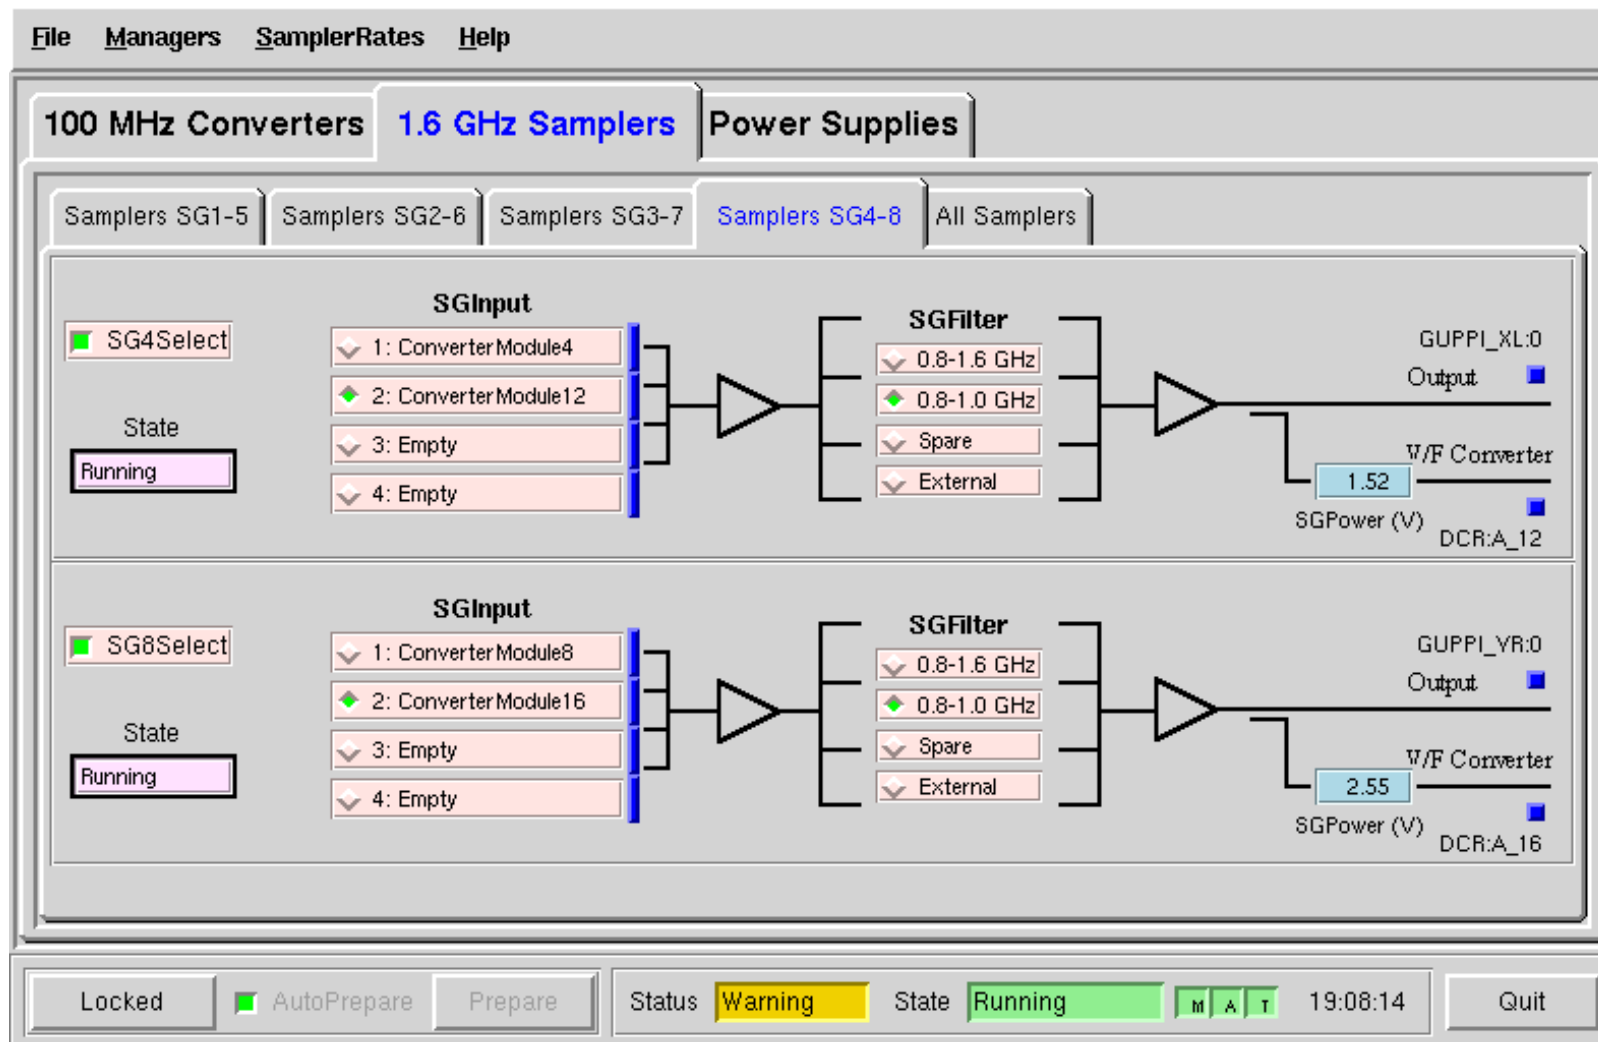 File Managers SamplerRates Help
100 MHz Converters 1.6 GHz Samplers Power Supplies
Samplers SG1-5 Samplers SG2-6 Samplers SG3-7 Samplers SG4-8 All Samplers
SG4Select
State
Running
SGInput
1: ConverterModule4
2: ConverterModule12
3: Empty
4: Empty
SGFilter
0.8-1.6 GHz
0.8-1.0 GHz
Spare
External
GUPPI_XL:0
Output
V/F Converter
1.52
SGPower (V)
DCR:A_12
SG8Select
State
Running
SGInput
1: ConverterModule8
2: ConverterModule16
3: Empty
4: Empty
SGFilter
0.8-1.6 GHz
0.8-1.0 GHz
Spare
External
GUPPI_YR:0
Output
V/F Converter
2.55
SGPower (V)
DCR:A_16
Locked AutoPrepare Prepare Status Warning State Running M A T 19:08:14 Quit